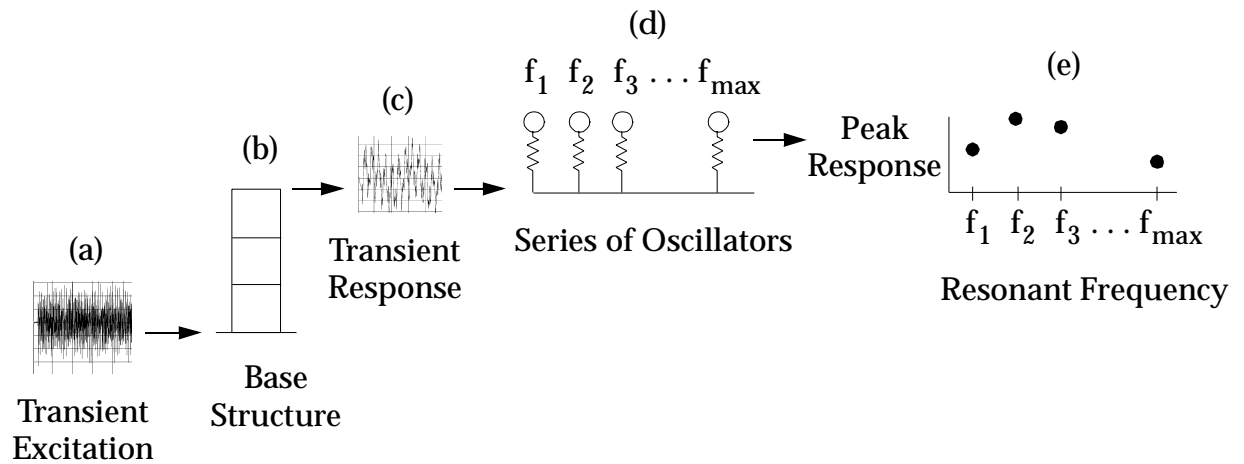 (a)
Transient
Excitation
(b)
Base
Structure
(c)
Transient
Response
(d)
f1 f2 f3 . . . fmax
Series of Oscillators
(e)
Peak
Response
f1 f2 f3 . . . fmax
Resonant Frequency